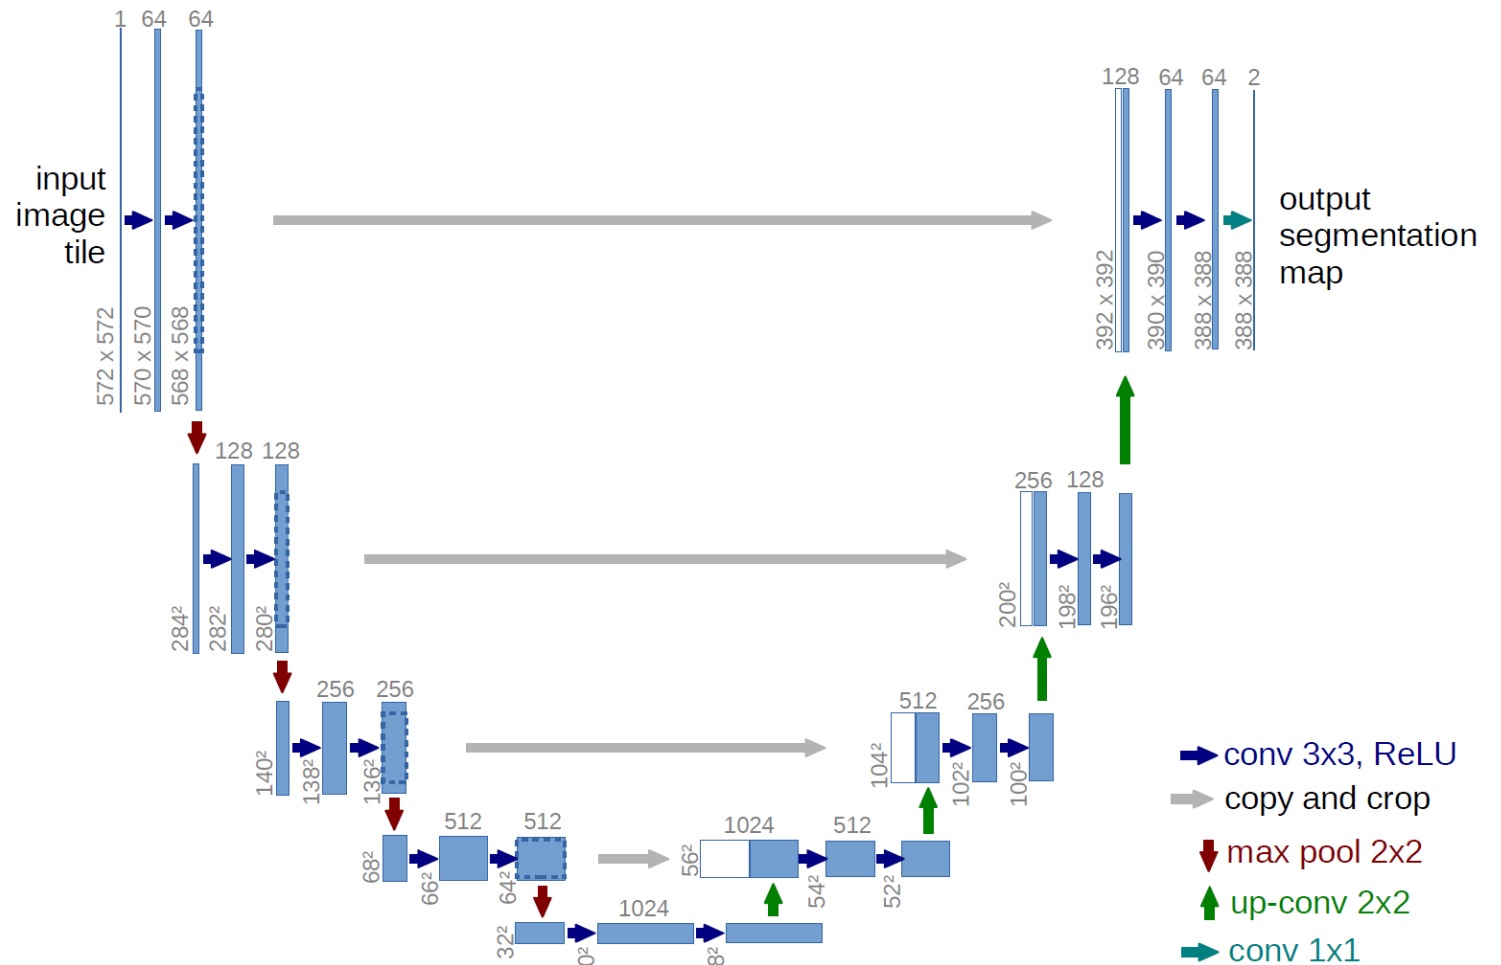 1 64 64
input
image
tile
572 x 572
570 x 570
568 x 568
128 64 64 2
output
segmentation
map
392 x 392
390 x 390
388 x 388
388 x 388
128 128
284²
282²
280²
256 128
200²
198²
196²
256 256
140²
138²
136²
512 256
104²
102²
100²
512 512
68²
66²
64²
1024 512
56²
54²
52²
1024
32²
0²
8²
conv 3x3, ReLU
copy and crop
max pool 2x2
up-conv 2x2
conv 1x1